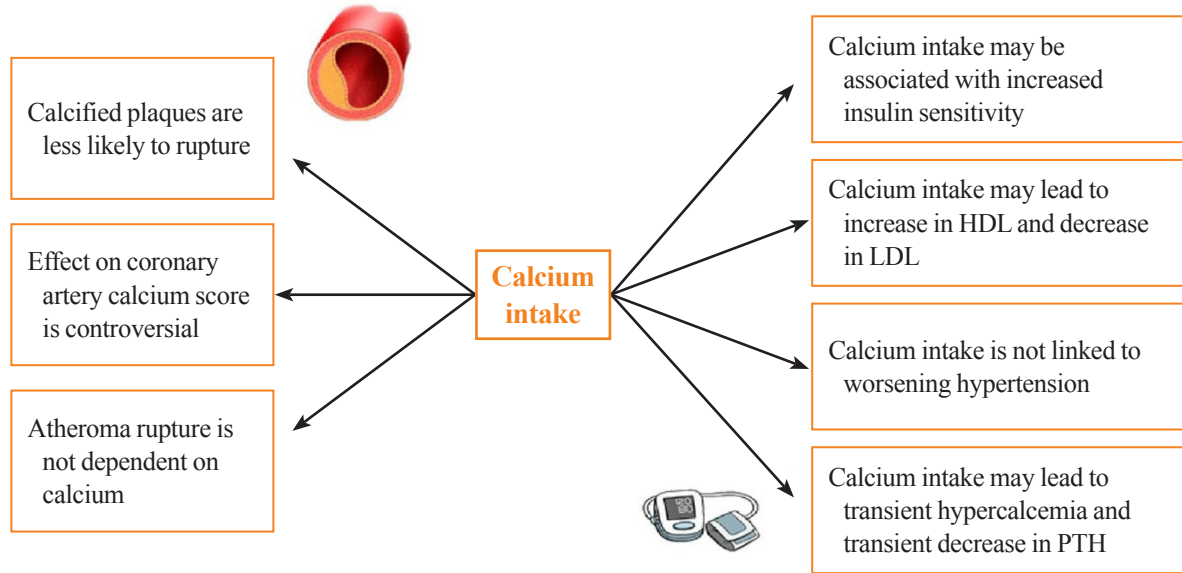 Calcified plaques are
less likely to rupture
Effect on coronary
artery calcium score
is controversial
Atheroma rupture is
not dependent on
calcium
Calcium
intake
Calcium intake may be
associated with increased
insulin sensitivity
Calcium intake may lead to
increase in HDL and decrease
in LDL
Calcium intake is not linked to
worsening hypertension
Calcium intake may lead to
transient hypercalcemia and
transient decrease in PTH